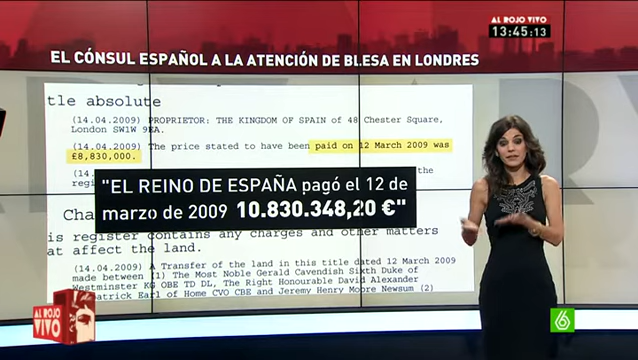 AL ROJO VIVO
13:45:13
EL CÓNSUL ESPAÑOL A LA ATENCIÓN DE BLESA EN LONDRES
tle absolute
(14.04.2009) PROPRIETOR: THE KINGDOM OF SPAIN of 48 Chester Square,
London SW1W 9EA.
(14.04.2009) The price stated to have been paid on 12 March 2009 was
£8,830,000.
"EL REINO DE ESPAÑA pagó el 12 de
marzo de 2009 10.830.348,20 €"
is register contains any charges and other matters
at affect the land.
(14.04.2009) A Transfer of the land in this title dated 12 March 2009
made between (1) The Most Noble Gerald Cavendish Sixth Duke of
Westminster KG OBE TD DL, The Right Honourable David Alexander
Patrick Earl of Home CVO CBE and Jeremy Henry Moore Newsum (2)
AL ROJO
VIVO
6